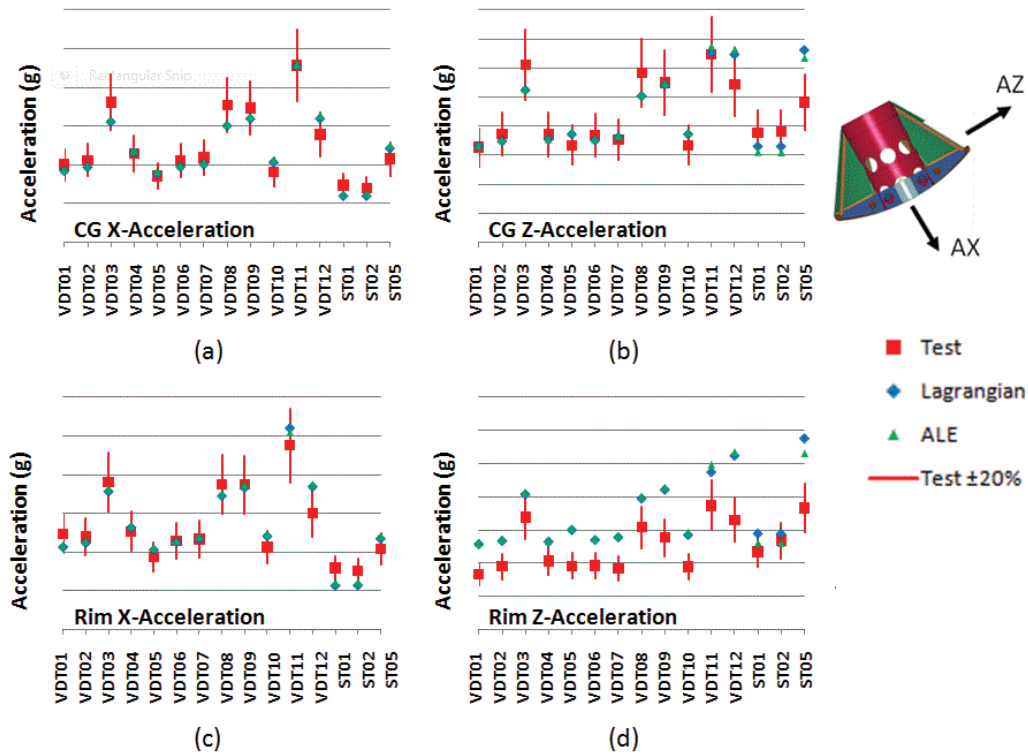 Acceleration (g)
Rectangular Snip
CG X-Acceleration
VDT01
VDT02
VDT03
VDT04
VDT05
VDT06
VDT07
VDT08
VDT09
VDT10
VDT11
VDT12
ST01
ST02
ST05
(a)
Acceleration (g)
CG Z-Acceleration
VDT01
VDT02
VDT03
VDT04
VDT05
VDT06
VDT07
VDT08
VDT09
VDT10
VDT11
VDT12
ST01
ST02
ST05
(b)
AZ
AX
Test
Lagrangian
ALE
Test ±20%
Acceleration (g)
Rim X-Acceleration
VDT01
VDT02
VDT03
VDT04
VDT05
VDT06
VDT07
VDT08
VDT09
VDT10
VDT11
VDT12
ST01
ST02
ST05
(c)
Acceleration (g)
Rim Z-Acceleration
VDT01
VDT02
VDT03
VDT04
VDT05
VDT06
VDT07
VDT08
VDT09
VDT10
VDT11
VDT12
ST01
ST02
ST05
(d)